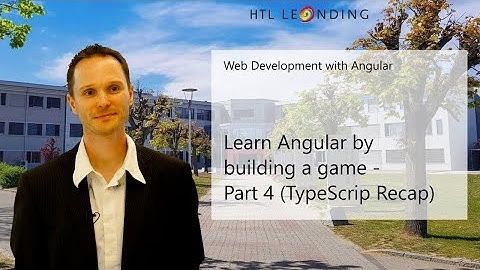 HTL LEONDING
Web Development with Angular
Learn Angular by
building a game -
Part 4 (TypeScrip Recap)